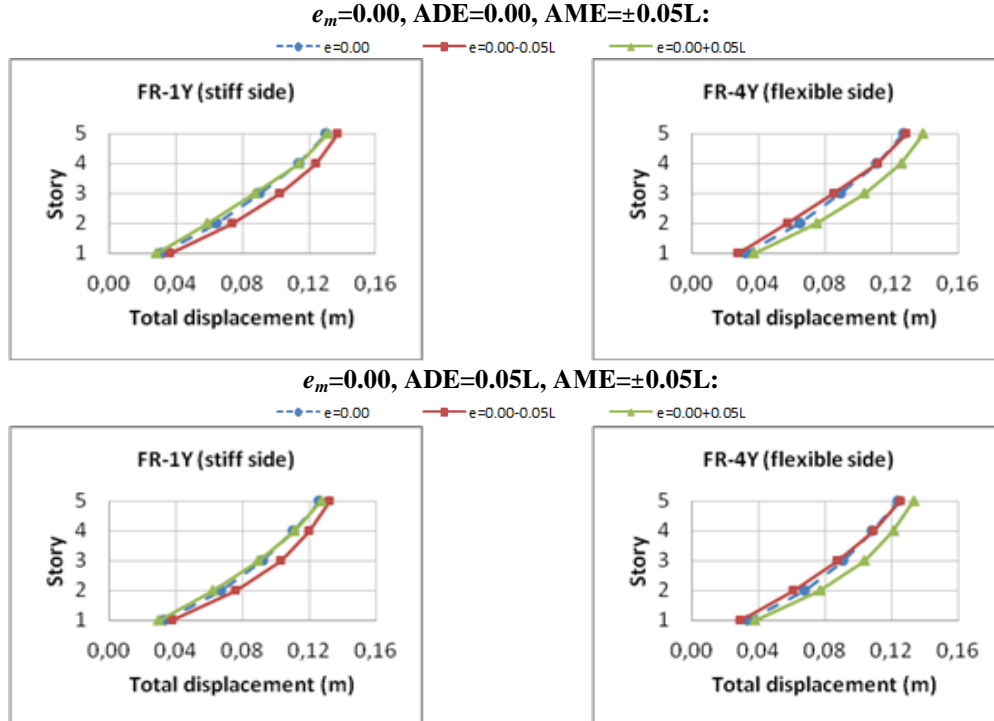 e_m=0.00, ADE=0.00, AME=±0.05L:
e=0.00 e=0.00-0.05L e=0.00+0.05L
FR-1Y (stiff side)
5
4
3
2
1
Story
0,00 0,04 0,08 0,12 0,16
Total displacement (m)
FR-4Y (flexible side)
5
4
3
2
1
Story
0,00 0,04 0,08 0,12 0,16
Total displacement (m)
e_m=0.00, ADE=0.05L, AME=±0.05L:
e=0.00 e=0.00-0.05L e=0.00+0.05L
FR-1Y (stiff side)
5
4
3
2
1
Story
0,00 0,04 0,08 0,12 0,16
Total displacement (m)
FR-4Y (flexible side)
5
4
3
2
1
Story
0,00 0,04 0,08 0,12 0,16
Total displacement (m)